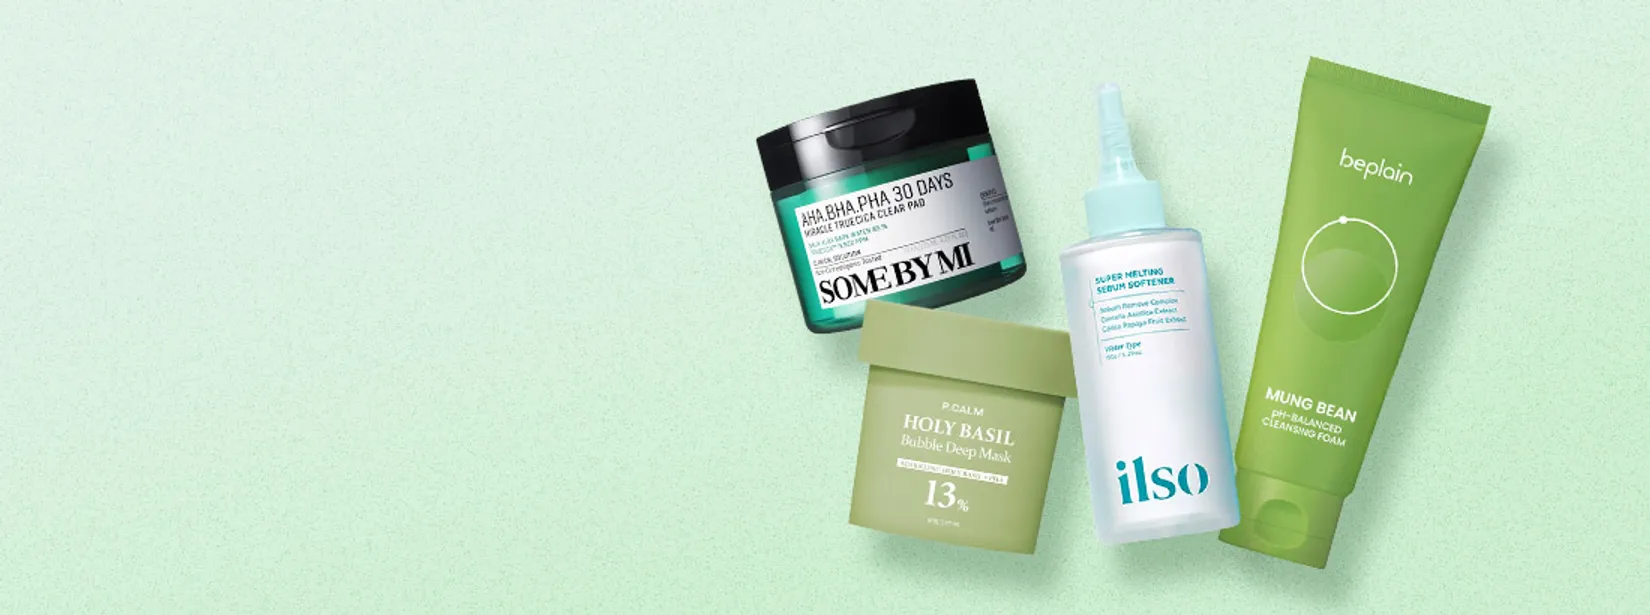 AHA.BHA.PHA 30 DAYS
MIRACLE TRUECICA CLEAR PAD
SOME BY MI
P.CALM
HOLY BASIL
Bubble Deep Mask
13%
SUPER MELTING
SEBUM SOFTENER
Sebum Remove Complex
Centella Asiatica Extract
Carica Papaya Fruit Extract
Water Type
ilso
beplain
MUNG BEAN
pH-BALANCED
CLEANSING FOAM